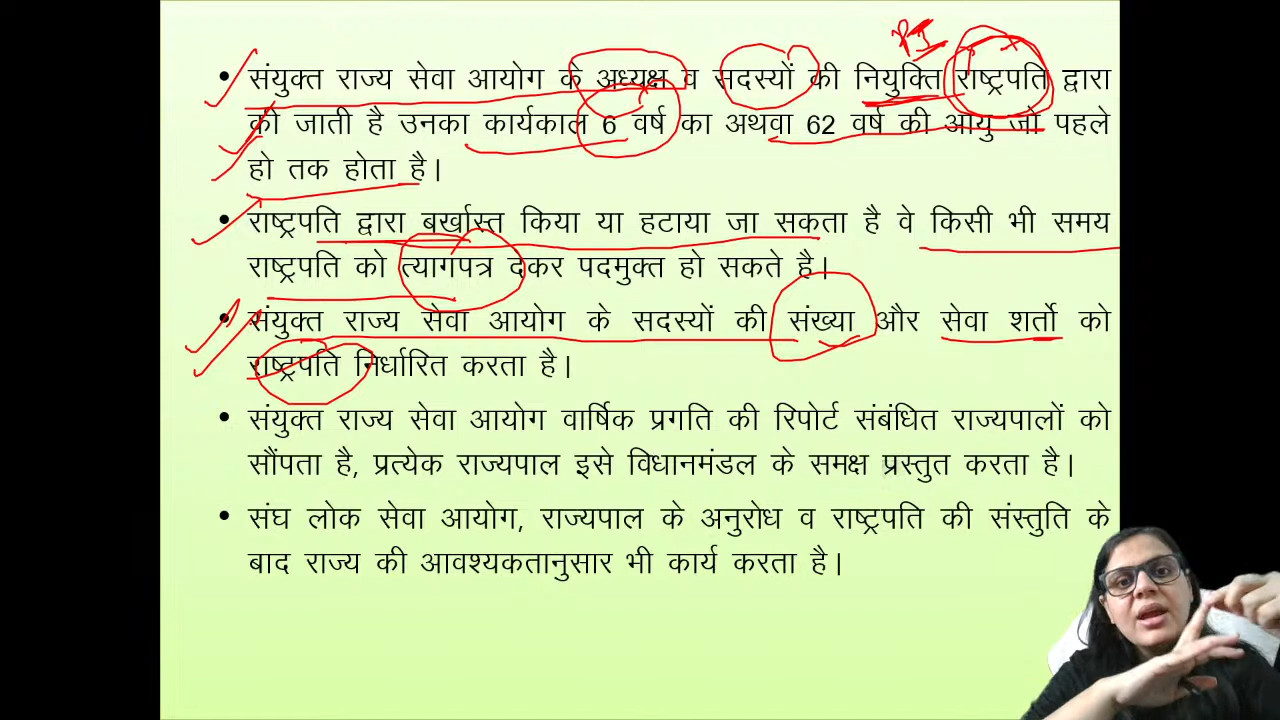 PI
• संयुक्त राज्य सेवा आयोग के अध्यक्ष व सदस्यों की नियुक्ति राष्ट्रपति द्वारा
की जाती है उनका कार्यकाल 6 वर्ष का अथवा 62 वर्ष की आयु जो पहले
हो तक होता है।
• राष्ट्रपति द्वारा बर्खास्त किया या हटाया जा सकता है वे किसी भी समय
राष्ट्रपति को त्यागपत्र देकर पदमुक्त हो सकते है।
• संयुक्त राज्य सेवा आयोग के सदस्यों की संख्या और सेवा शर्तो को
राष्ट्रपति निर्धारित करता है।
• संयुक्त राज्य सेवा आयोग वार्षिक प्रगति की रिपोर्ट संबंधित राज्यपालों को
सौंपता है, प्रत्येक राज्यपाल इसे विधानमंडल के समक्ष प्रस्तुत करता है।
• संघ लोक सेवा आयोग, राज्यपाल के अनुरोध व राष्ट्रपति की संस्तुति के
बाद राज्य की आवश्यकतानुसार भी कार्य करता है।